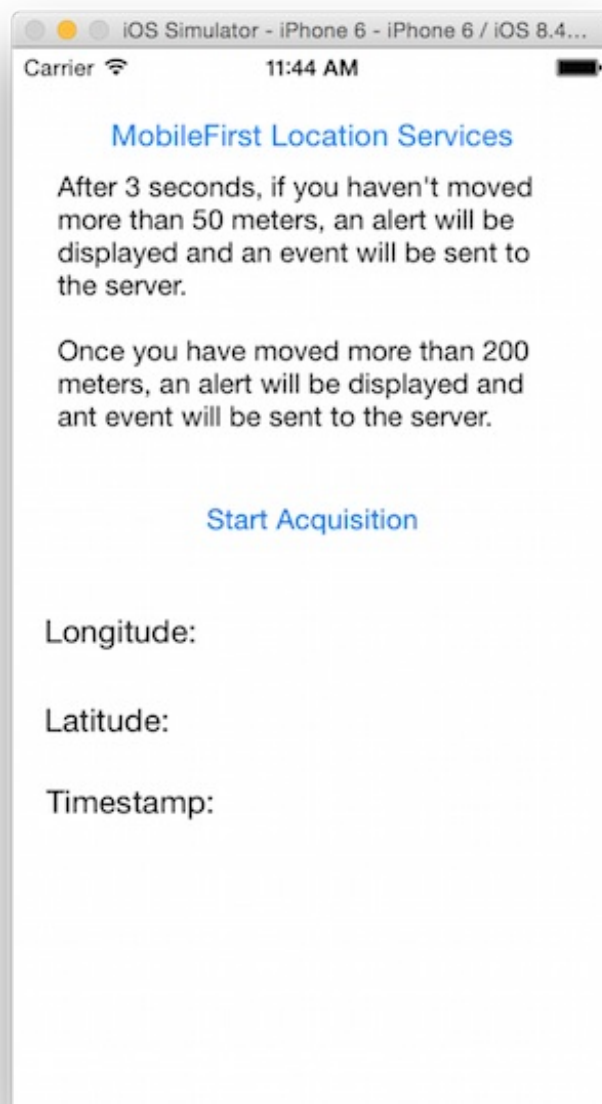 iOS Simulator - iPhone 6 - iPhone 6 / iOS 8.4...
Carrier 11:44 AM
MobileFirst Location Services
After 3 seconds, if you haven't moved
more than 50 meters, an alert will be
displayed and an event will be sent to
the server.
Once you have moved more than 200
meters, an alert will be displayed and
ant event will be sent to the server.
Start Acquisition
Longitude:
Latitude:
Timestamp: